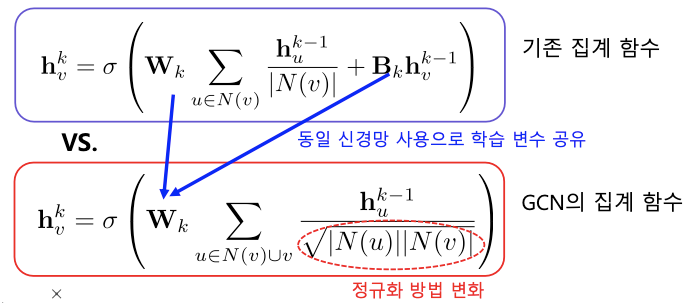 $\mathbf{h}_v^k = \sigma \left( \mathbf{W}_k \sum_{u \in N(v)} \frac{\mathbf{h}_u^{k-1}}{|N(v)|} + \mathbf{B}_k \mathbf{h}_v^{k-1} \right)$ 기존 집계 함수
VS. 동일 신경망 사용으로 학습 변수 공유
$\mathbf{h}_v^k = \sigma \left( \mathbf{W}_k \sum_{u \in N(v) \cup v} \frac{\mathbf{h}_u^{k-1}}{\sqrt{|N(u)||N(v)|}} \right)$ GCN의 집계 함수
× 정규화 방법 변화